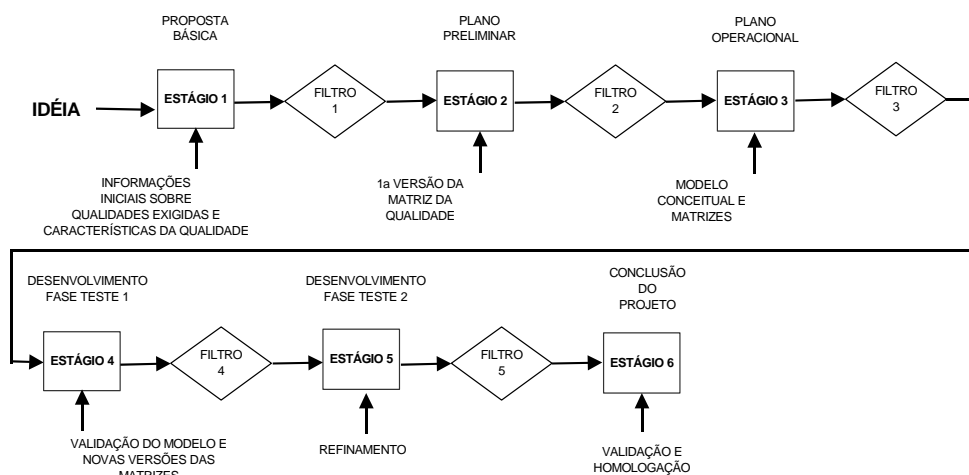 PROPOSTA
BÁSICA
PLANO
PRELIMINAR
PLANO
OPERACIONAL
IDÉIA
ESTÁGIO 1
FILTRO
1
ESTÁGIO 2
FILTRO
2
ESTÁGIO 3
FILTRO
3
INFORMAÇÕES
INICIAIS SOBRE
QUALIDADES EXIGIDAS E
CARACTERÍSTICAS DA QUALIDADE
1a VERSÃO DA
MATRIZ DA
QUALIDADE
MODELO
CONCEITUAL E
MATRIZES
DESENVOLVIMENTO
FASE TESTE 1
DESENVOLVIMENTO
FASE TESTE 2
CONCLUSÃO
DO
PROJETO
ESTÁGIO 4
FILTRO
4
ESTÁGIO 5
FILTRO
5
ESTÁGIO 6
VALIDAÇÃO DO MODELO E
NOVAS VERSÕES DAS
MATRIZES
REFINAMENTO
VALIDAÇÃO E
HOMOLOGAÇÃO